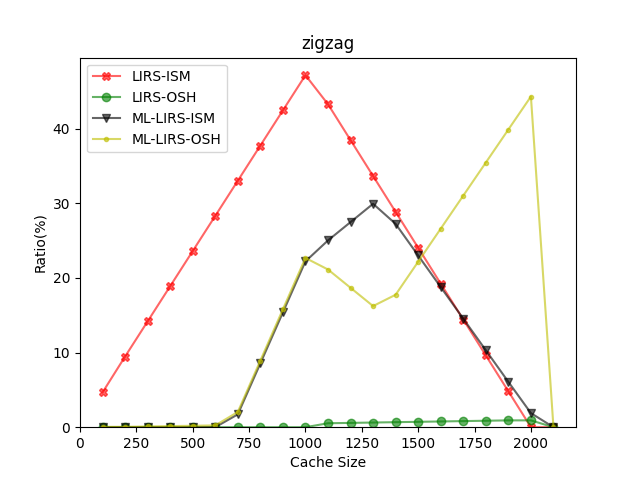 zigzag
LIRS-ISM
LIRS-OSH
ML-LIRS-ISM
ML-LIRS-OSH
Ratio(%)
40
30
20
10
0
0 250 500 750 1000 1250 1500 1750 2000
Cache Size